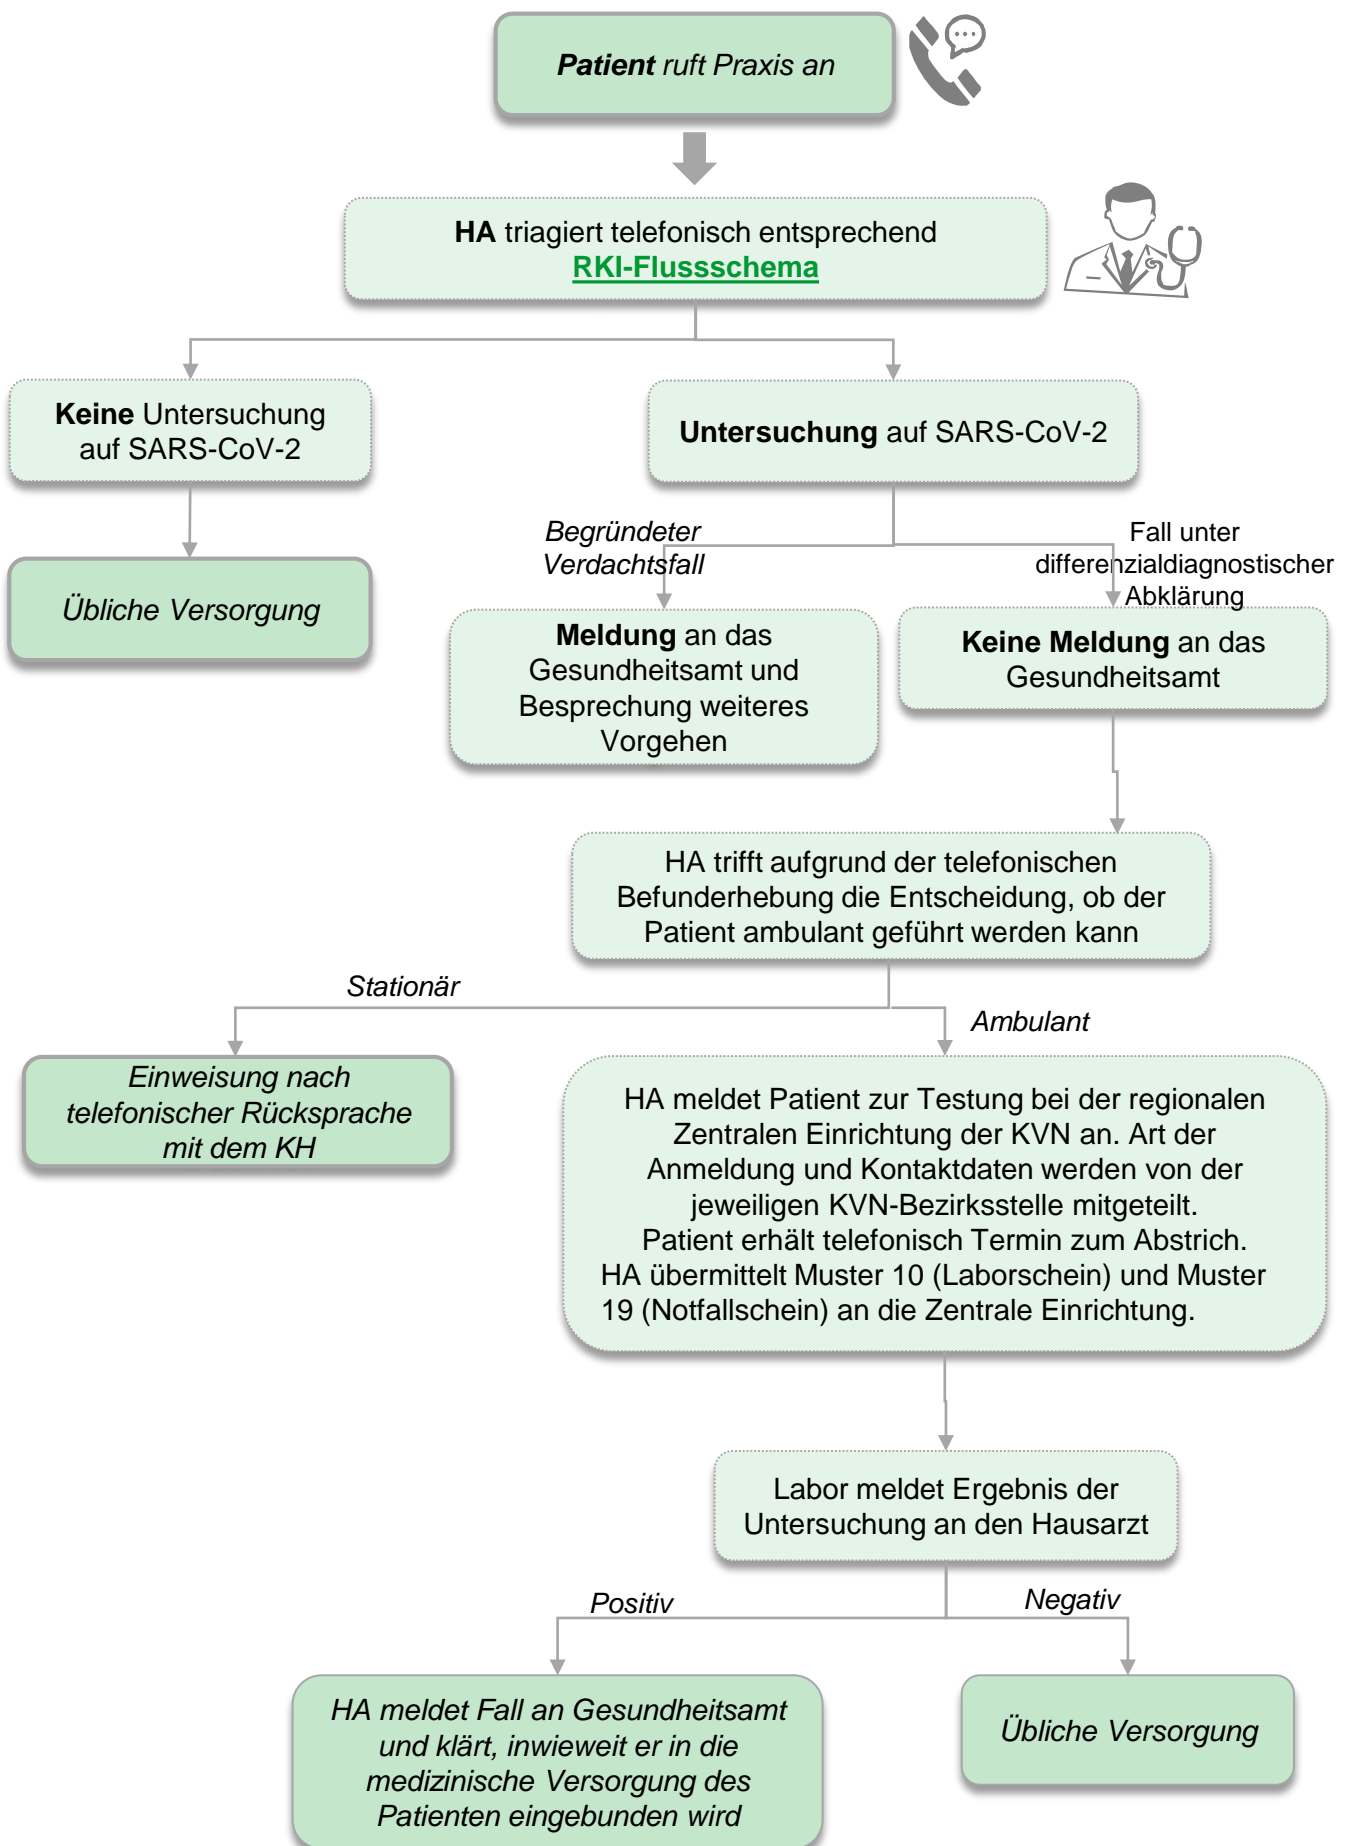 Patient ruft Praxis an
HA triagiert telefonisch entsprechend
RKI-Flussschema
Keine Untersuchung
auf SARS-CoV-2
Untersuchung auf SARS-CoV-2
Übliche Versorgung
Begründeter
Verdachtsfall
Fall unter
differenzialdiagnostischer
Abklärung
Meldung an das
Gesundheitsamt und
Besprechung weiteres
Vorgehen
Keine Meldung an das
Gesundheitsamt
HA trifft aufgrund der telefonischen
Befunderhebung die Entscheidung, ob der
Patient ambulant geführt werden kann
Stationär
Ambulant
Einweisung nach
telefonischer Rücksprache
mit dem KH
HA meldet Patient zur Testung bei der regionalen
Zentralen Einrichtung der KVN an. Art der
Anmeldung und Kontaktdaten werden von der
jeweiligen KVN-Bezirksstelle mitgeteilt.
Patient erhält telefonisch Termin zum Abstrich.
HA übermittelt Muster 10 (Laborschein) und Muster
19 (Notfallschein) an die Zentrale Einrichtung.
Labor meldet Ergebnis der
Untersuchung an den Hausarzt
Positiv
Negativ
HA meldet Fall an Gesundheitsamt
und klärt, inwieweit er in die
medizinische Versorgung des
Patienten eingebunden wird
Übliche Versorgung